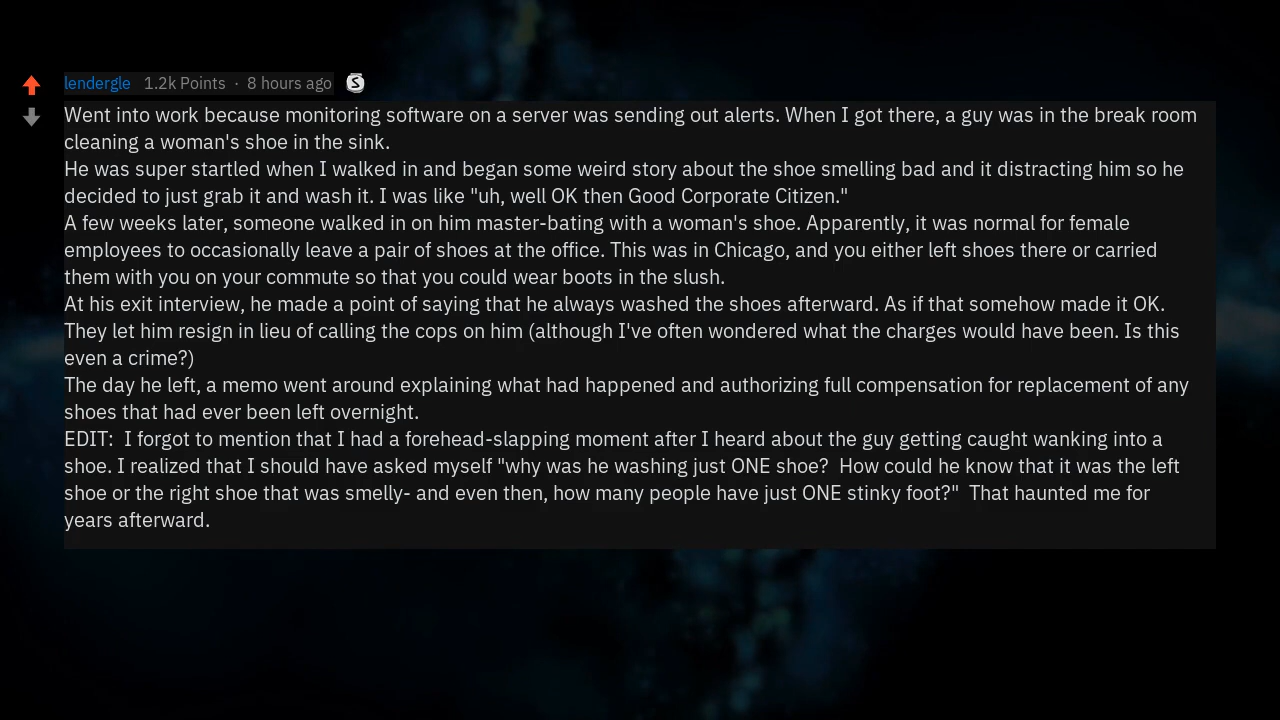 lendergle 1.2k Points · 8 hours ago
Went into work because monitoring software on a server was sending out alerts. When I got there, a guy was in the break room
cleaning a woman's shoe in the sink.
He was super startled when I walked in and began some weird story about the shoe smelling bad and it distracting him so he
decided to just grab it and wash it. I was like "uh, well OK then Good Corporate Citizen."
A few weeks later, someone walked in on him master-bating with a woman's shoe. Apparently, it was normal for female
employees to occasionally leave a pair of shoes at the office. This was in Chicago, and you either left shoes there or carried
them with you on your commute so that you could wear boots in the slush.
At his exit interview, he made a point of saying that he always washed the shoes afterward. As if that somehow made it OK.
They let him resign in lieu of calling the cops on him (although I've often wondered what the charges would have been. Is this
even a crime?)
The day he left, a memo went around explaining what had happened and authorizing full compensation for replacement of any
shoes that had ever been left overnight.
EDIT:  I forgot to mention that I had a forehead-slapping moment after I heard about the guy getting caught wanking into a
shoe. I realized that I should have asked myself "why was he washing just ONE shoe?  How could he know that it was the left
shoe or the right shoe that was smelly- and even then, how many people have just ONE stinky foot?"  That haunted me for
years afterward.